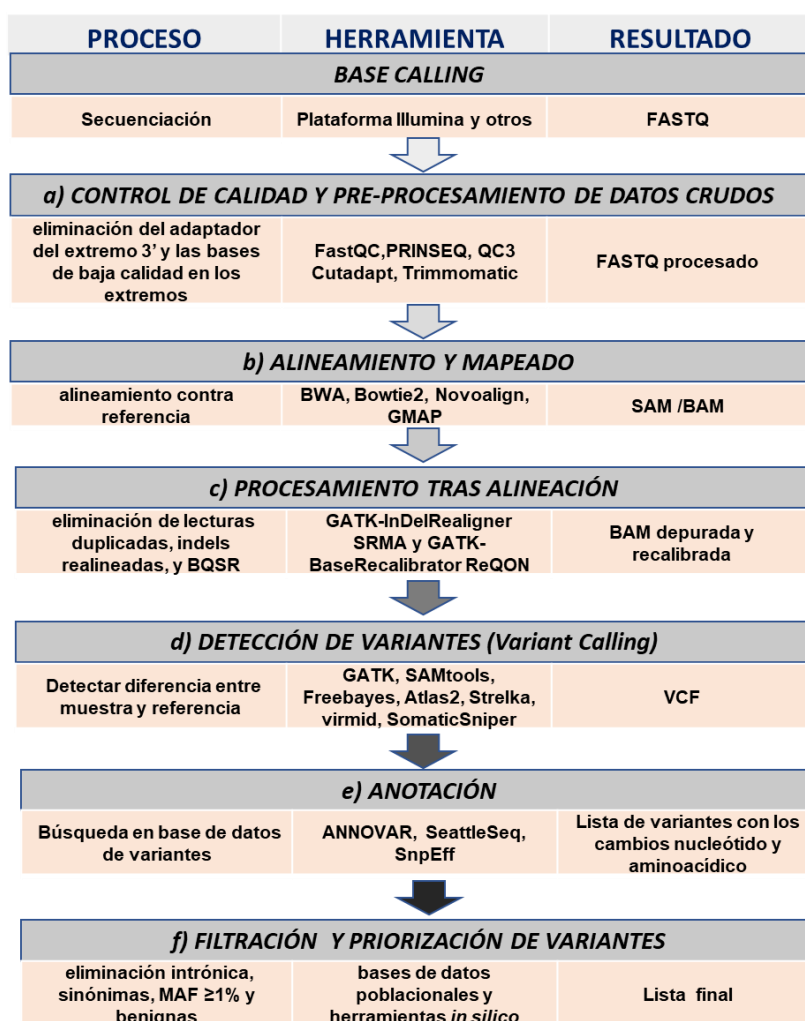 PROCESO HERRAMIENTA RESULTADO
BASE CALLING
Secuenciación Plataforma Illumina y otros FASTQ
a) CONTROL DE CALIDAD Y PRE-PROCESAMIENTO DE DATOS CRUDOS
eliminación del adaptador
del extremo 3’ y las bases
de baja calidad en los
extremos
FastQC,PRINSEQ, QC3
Cutadapt, Trimmomatic
FASTQ procesado
b) ALINEAMIENTO Y MAPEADO
alineamiento contra
referencia
BWA, Bowtie2, Novoalign,
GMAP
SAM /BAM
c) PROCESAMIENTO TRAS ALINEACIÓN
eliminación de lecturas
duplicadas, indels
realineadas, y BQSR
GATK-InDelRealigner
SRMA y GATK-
BaseRecalibrator ReQON
BAM depurada y
recalibrada
d) DETECCIÓN DE VARIANTES (Variant Calling)
Detectar diferencia entre
muestra y referencia
GATK, SAMtools,
Freebayes, Atlas2, Strelka,
virmid, SomaticSniper
VCF
e) ANOTACIÓN
Búsqueda en base de datos
de variantes
ANNOVAR, SeattleSeq,
SnpEff
Lista de variantes con los
cambios nucleótido y
aminoacídico
f) FILTRACIÓN Y PRIORIZACIÓN DE VARIANTES
eliminación intrónica,
sinónimas, MAF ≥1% y
benignas
bases de datos
poblacionales y
herramientas in silico
Lista final